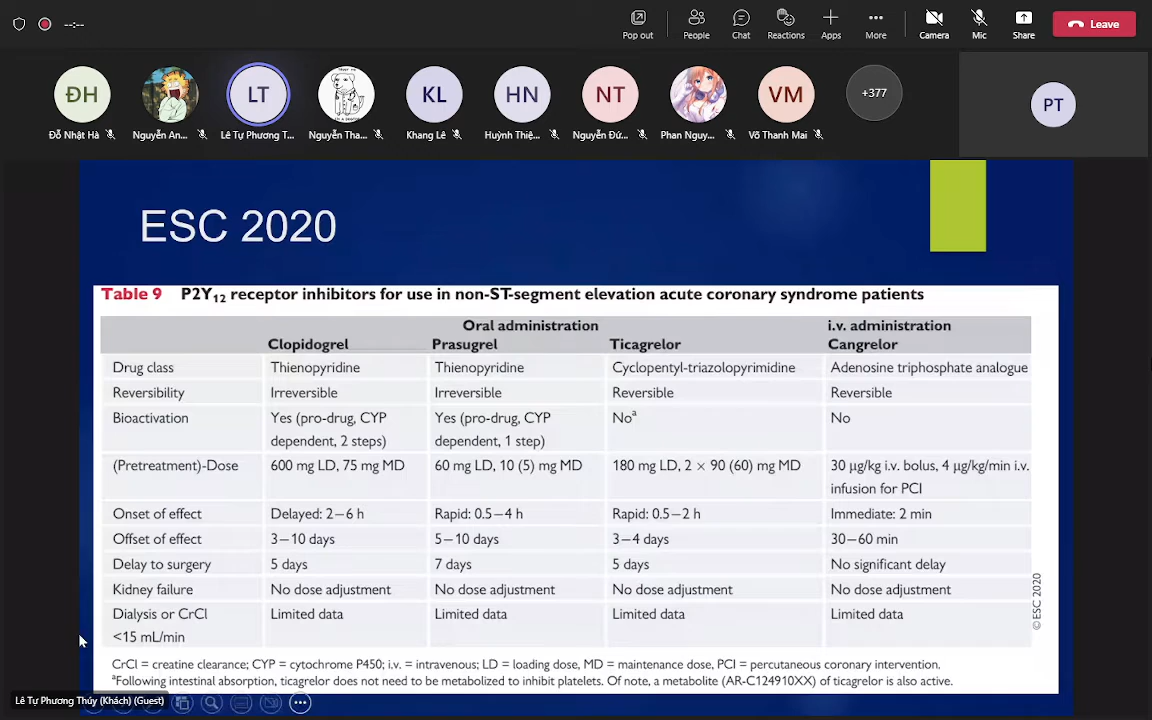 --:--
Pop out People Chat Reactions Apps More Camera Mic Share Leave
ĐH LT KL HN NT VM +377 PT
Đỗ Nhật Hà Nguyễn An... Lê Tự Phương T... Nguyễn Tha... Khang Lê Huỳnh Thiệ... Nguyễn Đứ... Phan Nguy... Võ Thanh Mai
ESC 2020
Table 9 P2Y12 receptor inhibitors for use in non-ST-segment elevation acute coronary syndrome patients
Oral administration i.v. administration
Clopidogrel Prasugrel Ticagrelor Cangrelor
Drug class Thienopyridine Thienopyridine Cyclopentyl-triazolopyrimidine Adenosine triphosphate analogue
Reversibility Irreversible Irreversible Reversible Reversible
Bioactivation Yes (pro-drug, CYP Yes (pro-drug, CYP Noᵃ No
dependent, 2 steps) dependent, 1 step)
(Pretreatment)-Dose 600 mg LD, 75 mg MD 60 mg LD, 10 (5) mg MD 180 mg LD, 2 × 90 (60) mg MD 30 µg/kg i.v. bolus, 4 µg/kg/min i.v.
infusion for PCI
Onset of effect Delayed: 2–6 h Rapid: 0.5–4 h Rapid: 0.5–2 h Immediate: 2 min
Offset of effect 3–10 days 5–10 days 3–4 days 30–60 min
Delay to surgery 5 days 7 days 5 days No significant delay
Kidney failure No dose adjustment No dose adjustment No dose adjustment No dose adjustment
Dialysis or CrCl Limited data Limited data Limited data Limited data
<15 mL/min
©ESC 2020
CrCl = creatine clearance; CYP = cytochrome P450; i.v. = intravenous; LD = loading dose, MD = maintenance dose, PCI = percutaneous coronary intervention.
ᵃFollowing intestinal absorption, ticagrelor does not need to be metabolized to inhibit platelets. Of note, a metabolite (AR-C124910XX) of ticagrelor is also active.
Lê Tự Phương Thúy (Khách) (Guest)